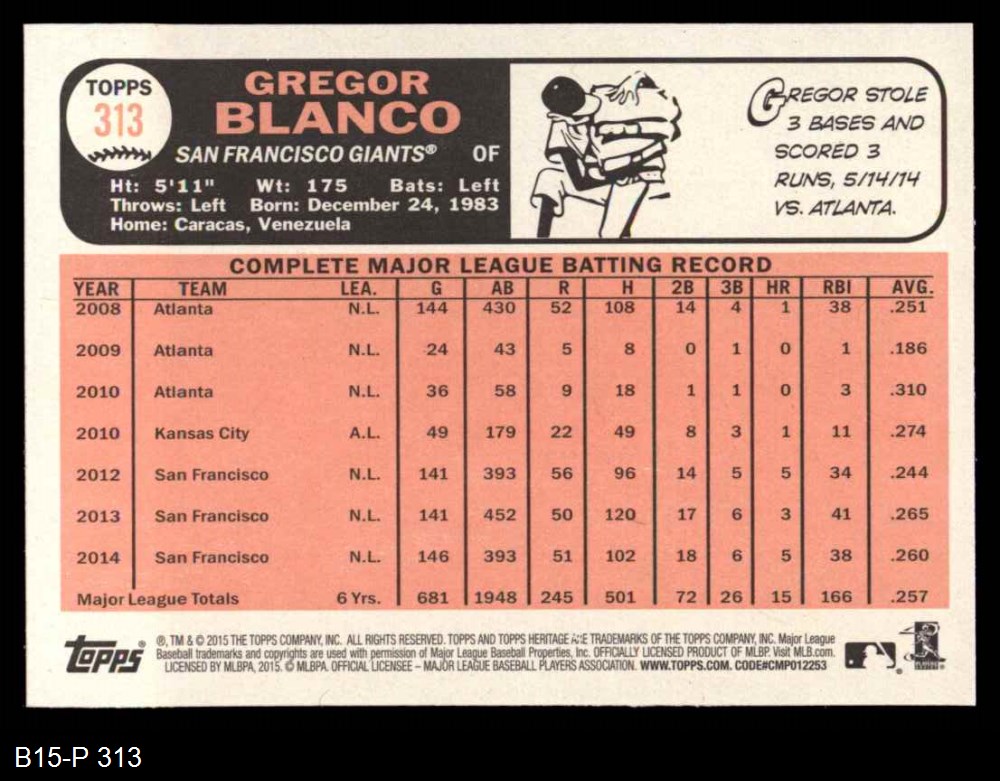 TOPPS
313
GREGOR
BLANCO
SAN FRANCISCO GIANTS® OF
Ht: 5'11" Wt: 175 Bats: Left
Throws: Left Born: December 24, 1983
Home: Caracas, Venezuela
GREGOR STOLE
3 BASES AND
SCORED 3
RUNS, 5/14/14
VS. ATLANTA.
COMPLETE MAJOR LEAGUE BATTING RECORD
YEAR TEAM LEA. G AB R H 2B 3B HR RBI AVG.
2008 Atlanta N.L. 144 430 52 108 14 4 1 38 .251
2009 Atlanta N.L. 24 43 5 8 0 1 0 1 .186
2010 Atlanta N.L. 36 58 9 18 1 1 0 3 .310
2010 Kansas City A.L. 49 179 22 49 8 3 1 11 .274
2012 San Francisco N.L. 141 393 56 96 14 5 5 34 .244
2013 San Francisco N.L. 141 452 50 120 17 6 3 41 .265
2014 San Francisco N.L. 146 393 51 102 18 6 5 38 .260
Major League Totals 6 Yrs. 681 1948 245 501 72 26 15 166 .257
topps®
®, TM & © 2015 THE TOPPS COMPANY, INC. ALL RIGHTS RESERVED. TOPPS AND TOPPS HERITAGE ARE TRADEMARKS OF THE TOPPS COMPANY, INC. Major League
Baseball trademarks and copyrights are used with permission of Major League Baseball Properties, Inc. OFFICIALLY LICENSED PRODUCT OF MLBP. Visit MLB.com.
LICENSED BY MLBPA, 2015. © MLBPA. OFFICIAL LICENSEE – MAJOR LEAGUE BASEBALL PLAYERS ASSOCIATION. WWW.TOPPS.COM. CODE#CMP012253
B15-P 313